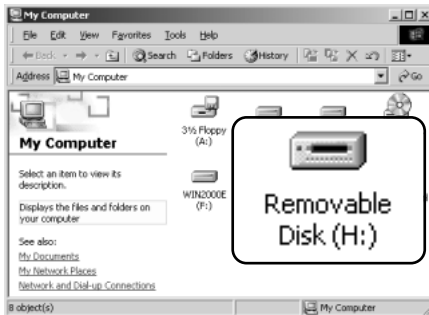 My Computer
File Edit View Favorites Tools Help
Back Search Folders History
Address My Computer Go
My Computer
Select an item to view its
description.
Displays the files and folders on
your computer
See also:
My Documents
My Network Places
Network and Dial-up Connections
3½ Floppy
(A:)
WIN2000E
(F:)
Removable
Disk (H:)
8 object(s) My Computer